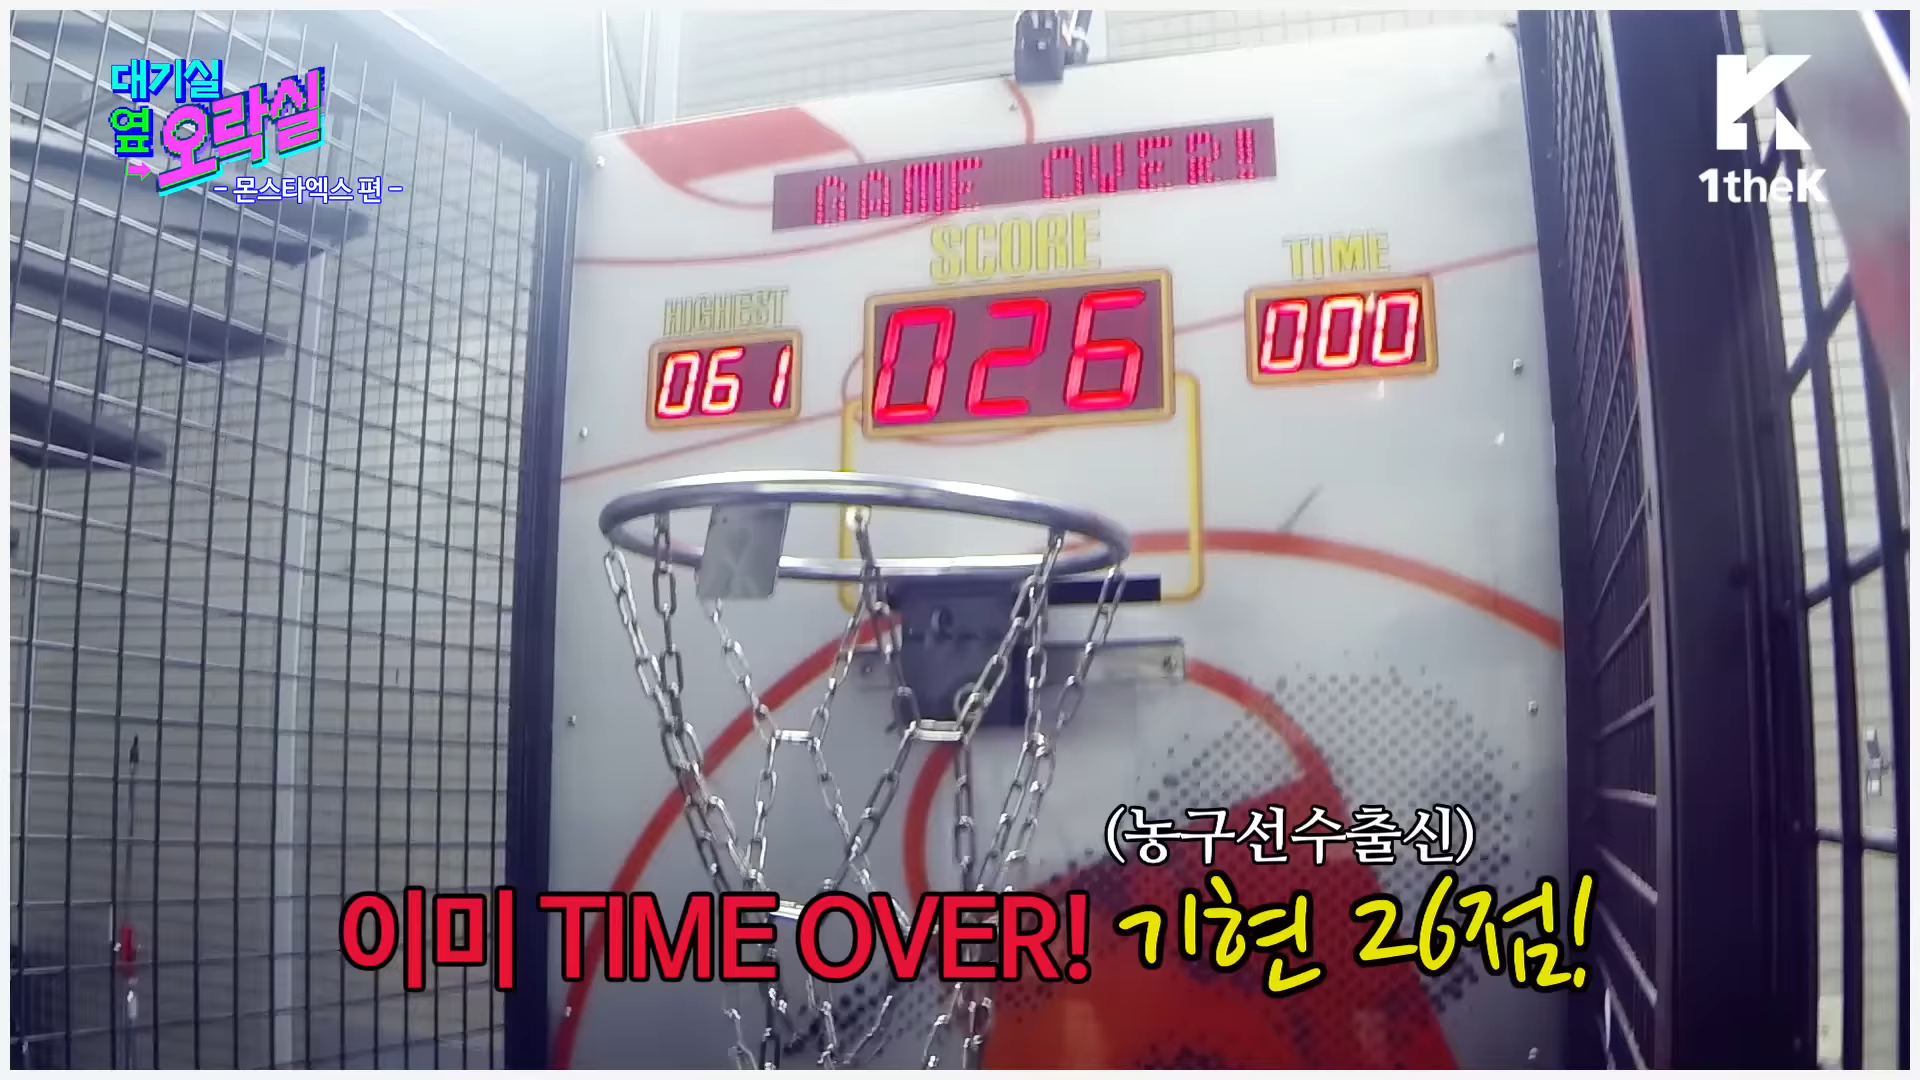 대기실
옆 오락실
- 몬스타엑스 편 -
K
1theK
GAME OVER!
SCORE
TIME
HIGHEST
061
026
000
(농구선수출신)
이미 TIME OVER! 기현 26점!